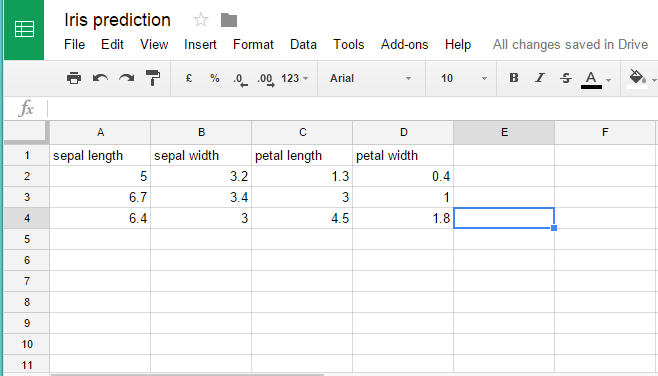 Iris prediction
File Edit View Insert Format Data Tools Add-ons Help All changes saved in Drive
£ % .0 .00 123 Arial 10 B I S A
fx
A B C D E F
1 sepal length sepal width petal length petal width
2 5 3.2 1.3 0.4
3 6.7 3.4 3 1
4 6.4 3 4.5 1.8
5
6
7
8
9
10
11